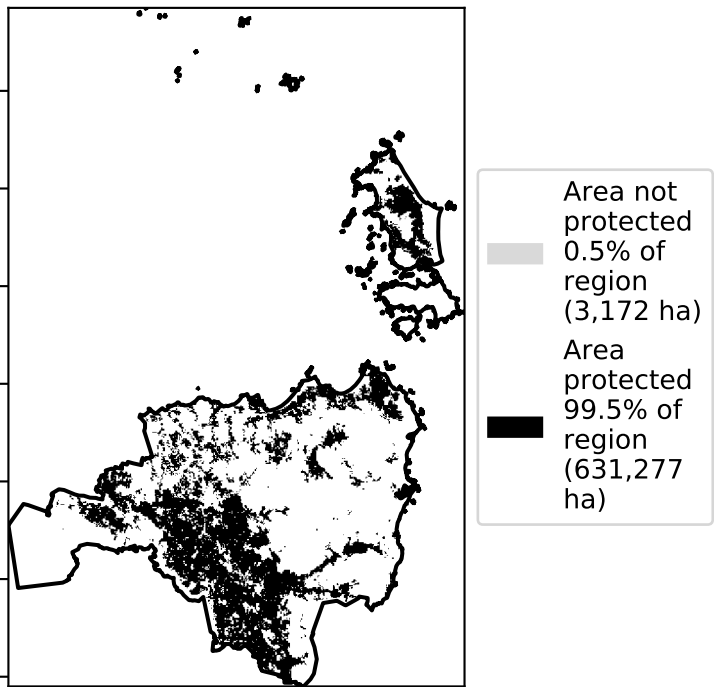 Area not
protected
0.5% of
region
(3,172 ha)
Area
protected
99.5% of
region
(631,277
ha)